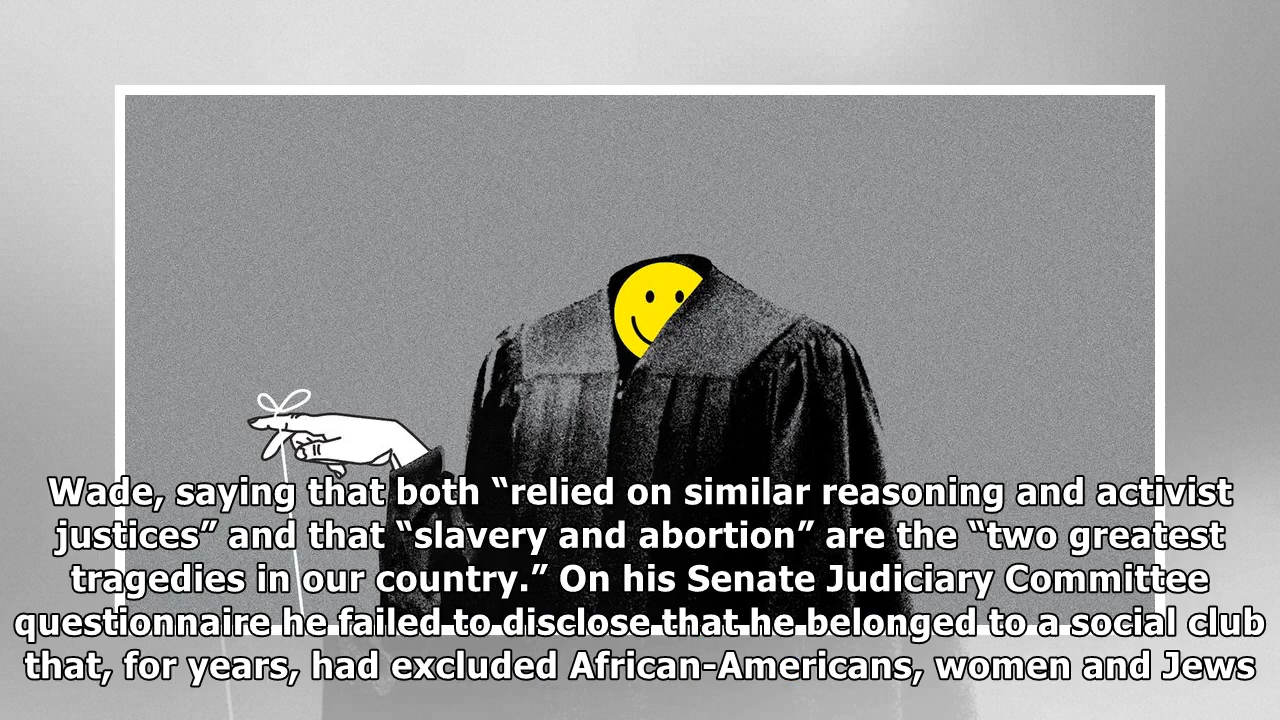 Wade, saying that both “relied on similar reasoning and activist
justices” and that “slavery and abortion” are the “two greatest
tragedies in our country.” On his Senate Judiciary Committee
questionnaire he failed to disclose that he belonged to a social club
that, for years, had excluded African-Americans, women and Jews